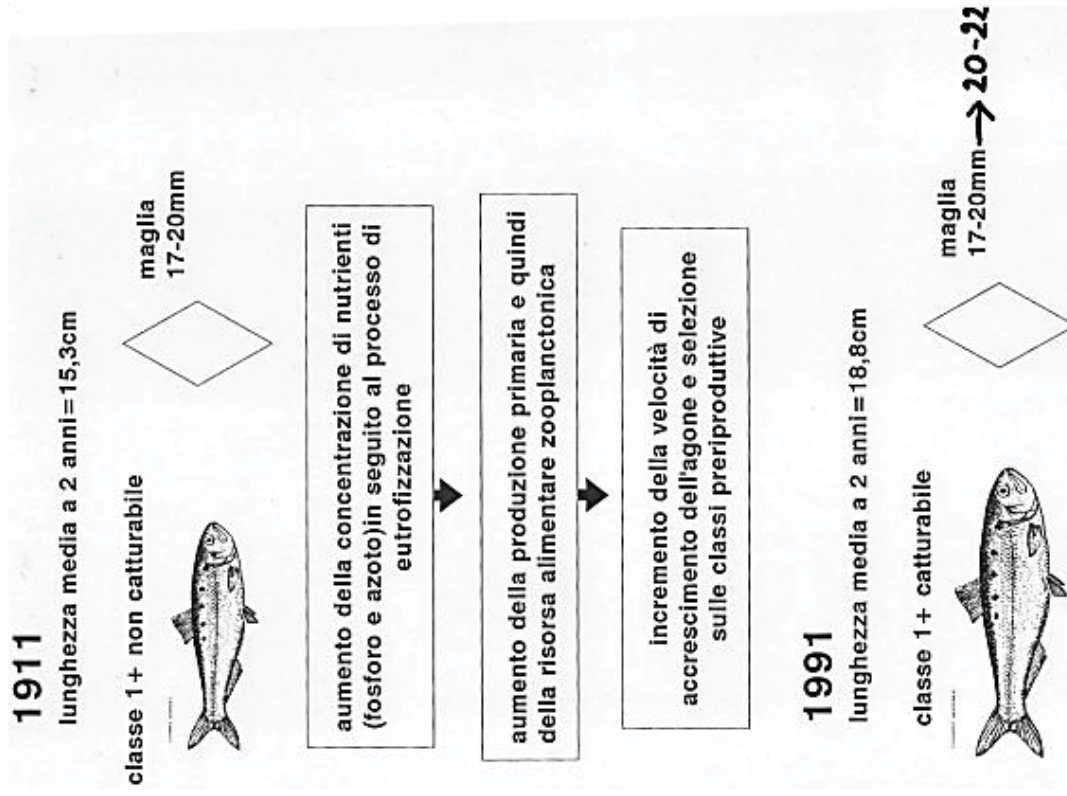 1911
lunghezza media a 2 anni=15,3cm
classe 1+ non catturabile
maglia
17-20mm
aumento della concentrazione di nutrienti
(fosforo e azoto)in seguito al processo di
eutrofizzazione
aumento della produzione primaria e quindi
della risorsa alimentare zooplanctonica
incremento della velocità di
accrescimento dell'agone e selezione
sulle classi preriproduttive
1991
lunghezza media a 2 anni=18,8cm
classe 1+ catturabile
maglia
17-20mm→20-22